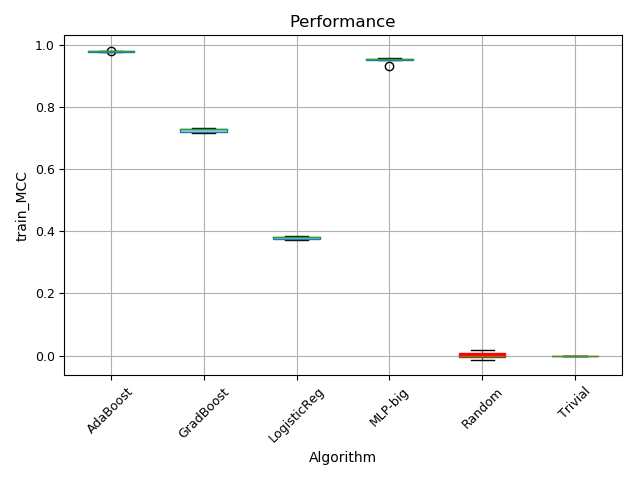 Performance
train_MCC
1.0
0.8
0.6
0.4
0.2
0.0
AdaBoost
GradBoost
LogisticReg
MLP-big
Random
Trivial
Algorithm